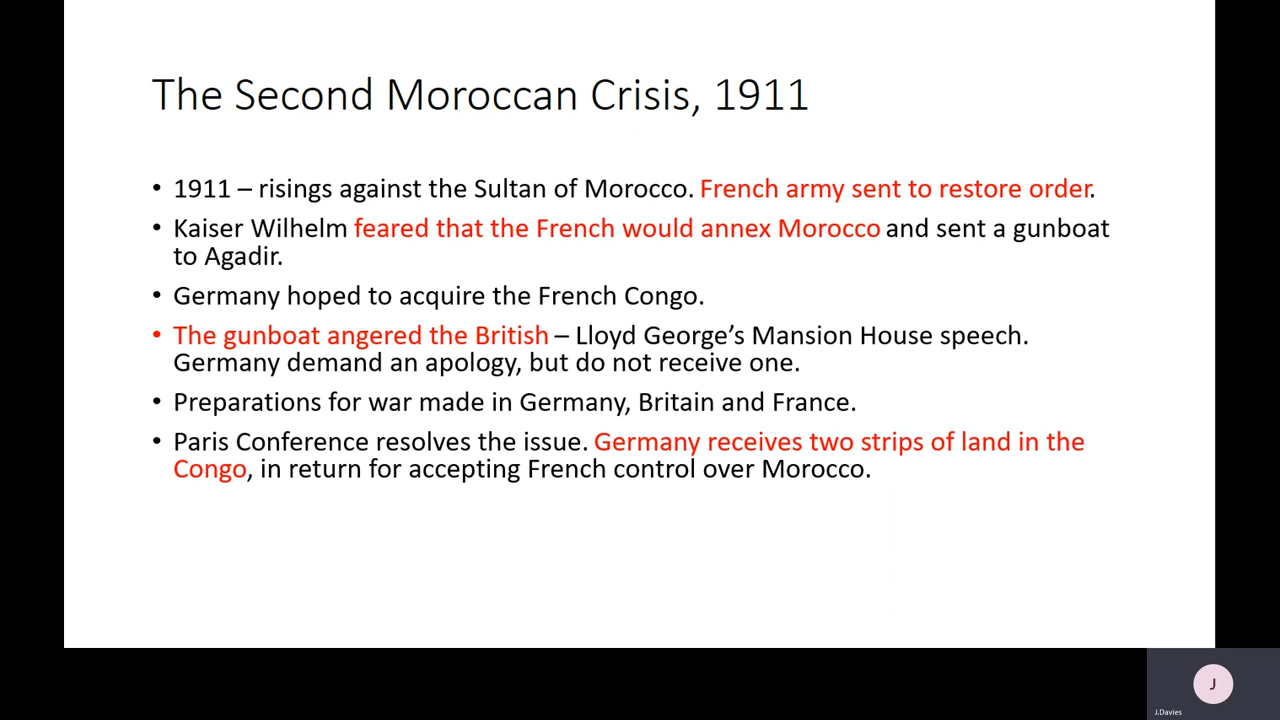 The Second Moroccan Crisis, 1911
• 1911 – risings against the Sultan of Morocco. French army sent to restore order.
• Kaiser Wilhelm feared that the French would annex Morocco and sent a gunboat
to Agadir.
• Germany hoped to acquire the French Congo.
• The gunboat angered the British – Lloyd George’s Mansion House speech.
Germany demand an apology, but do not receive one.
• Preparations for war made in Germany, Britain and France.
• Paris Conference resolves the issue. Germany receives two strips of land in the
Congo, in return for accepting French control over Morocco.
J
J.Davies